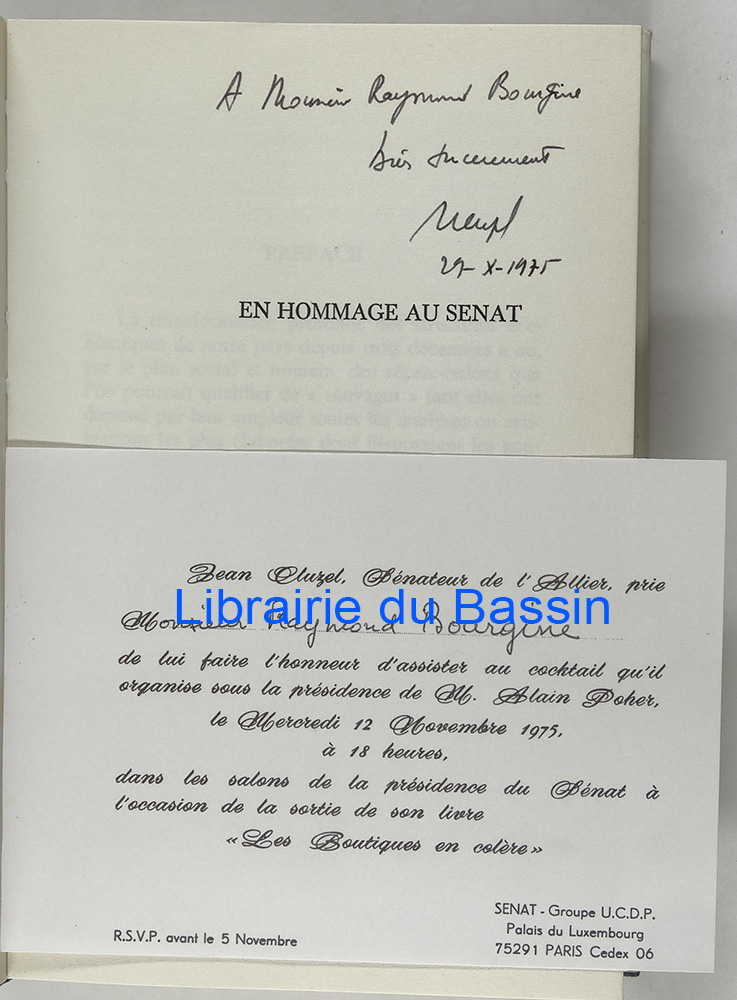 A Monsieur Raymond Bourgine
très sincèrement
29-X-1975
EN HOMMAGE AU SENAT
PREFACE
Jean Cluzel, Sénateur de l'Allier, prie
Monsieur Raymond Bourgine
Librairie du Bassin
de lui faire l'honneur d'assister au cocktail qu'il
organise sous la présidence de M. Alain Poher,
le Mercredi 12 Novembre 1975,
à 18 heures,
dans les salons de la présidence du Sénat à
l'occasion de la sortie de son livre
«Les Boutiques en colère»
SENAT - Groupe U.C.D.P.
Palais du Luxembourg
75291 PARIS Cedex 06
R.S.V.P. avant le 5 Novembre